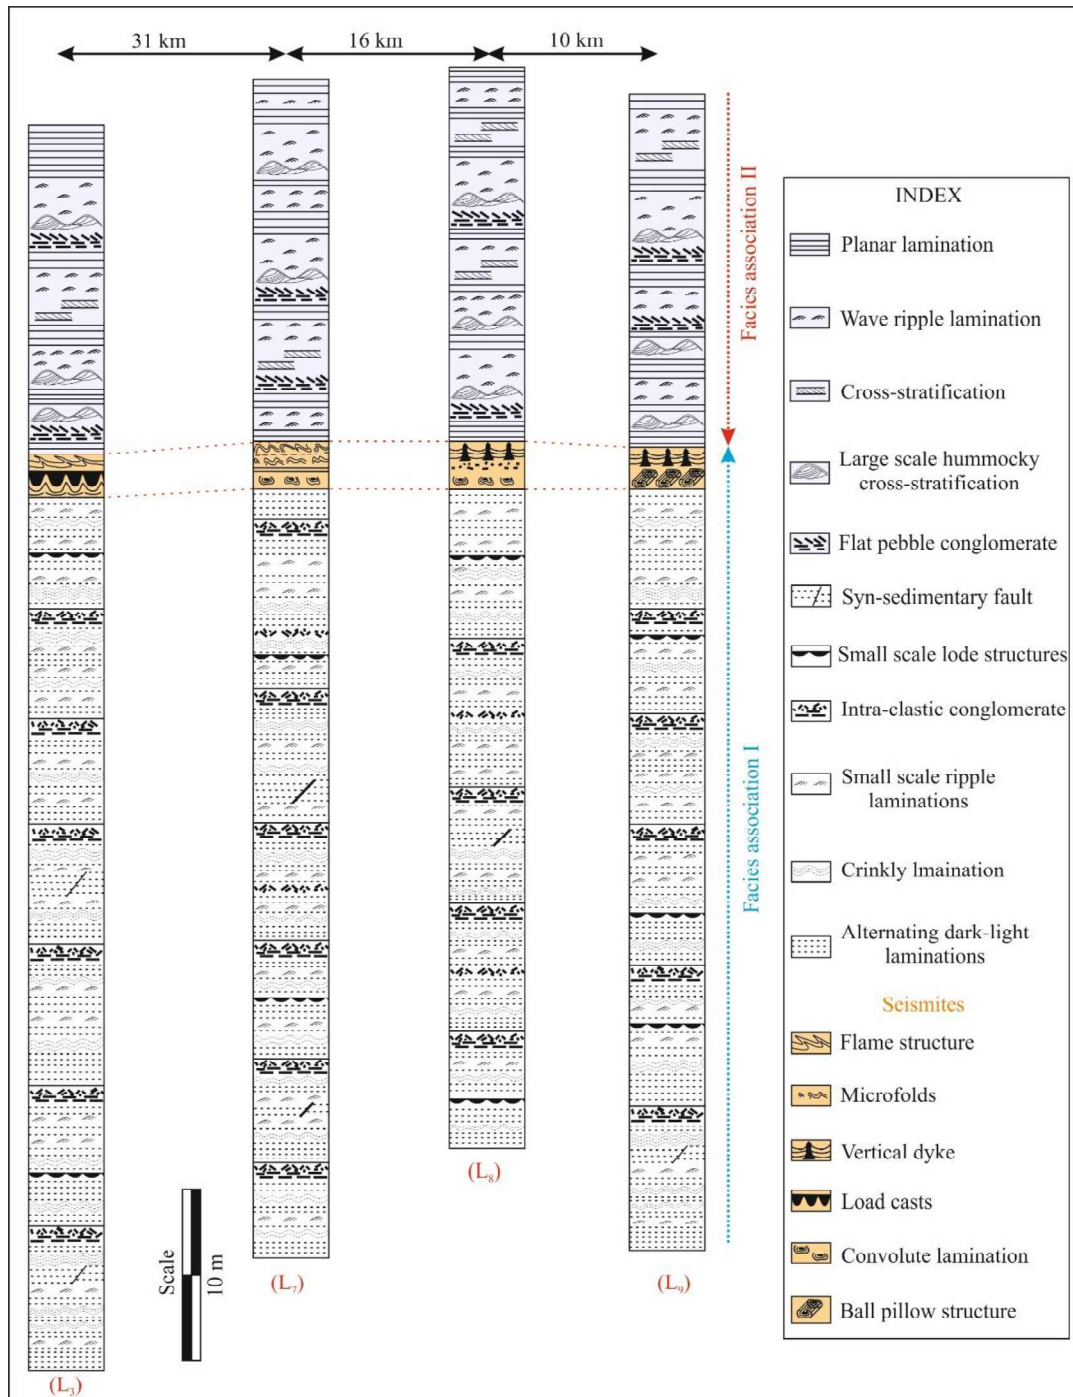 31 km
16 km
10 km
Facies association II
Facies association I
INDEX
Planar lamination
Wave ripple lamination
Cross-stratification
Large scale hummocky
cross-stratification
Flat pebble conglomerate
Syn-sedimentary fault
Small scale lode structures
Intra-clastic conglomerate
Small scale ripple
laminations
Crinkly lmaination
Alternating dark-light
laminations
Seismites
Flame structure
Microfolds
Vertical dyke
Load casts
Convolute lamination
Ball pillow structure
Scale
10 m
(L₃)
(L₇)
(L₈)
(L₉)